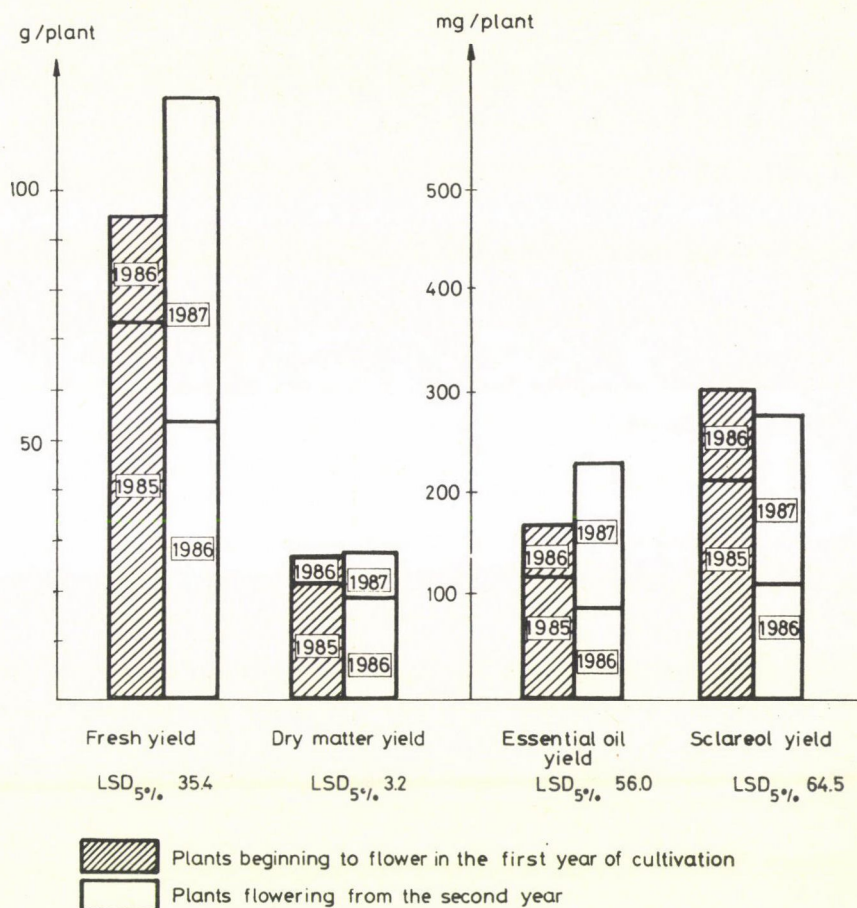 g/plant
mg/plant
100
50
500
400
300
200
100
1986
1985
1987
1986
1986
1985
1987
1986
1986
1985
1987
1986
1986
1985
1987
1986
Fresh yield
Dry matter yield
Essential oil
yield
Sclareol yield
LSD5% 35.4
LSD5% 3.2
LSD5% 56.0
LSD5% 64.5
Plants beginning to flower in the first year of cultivation
Plants flowering from the second year